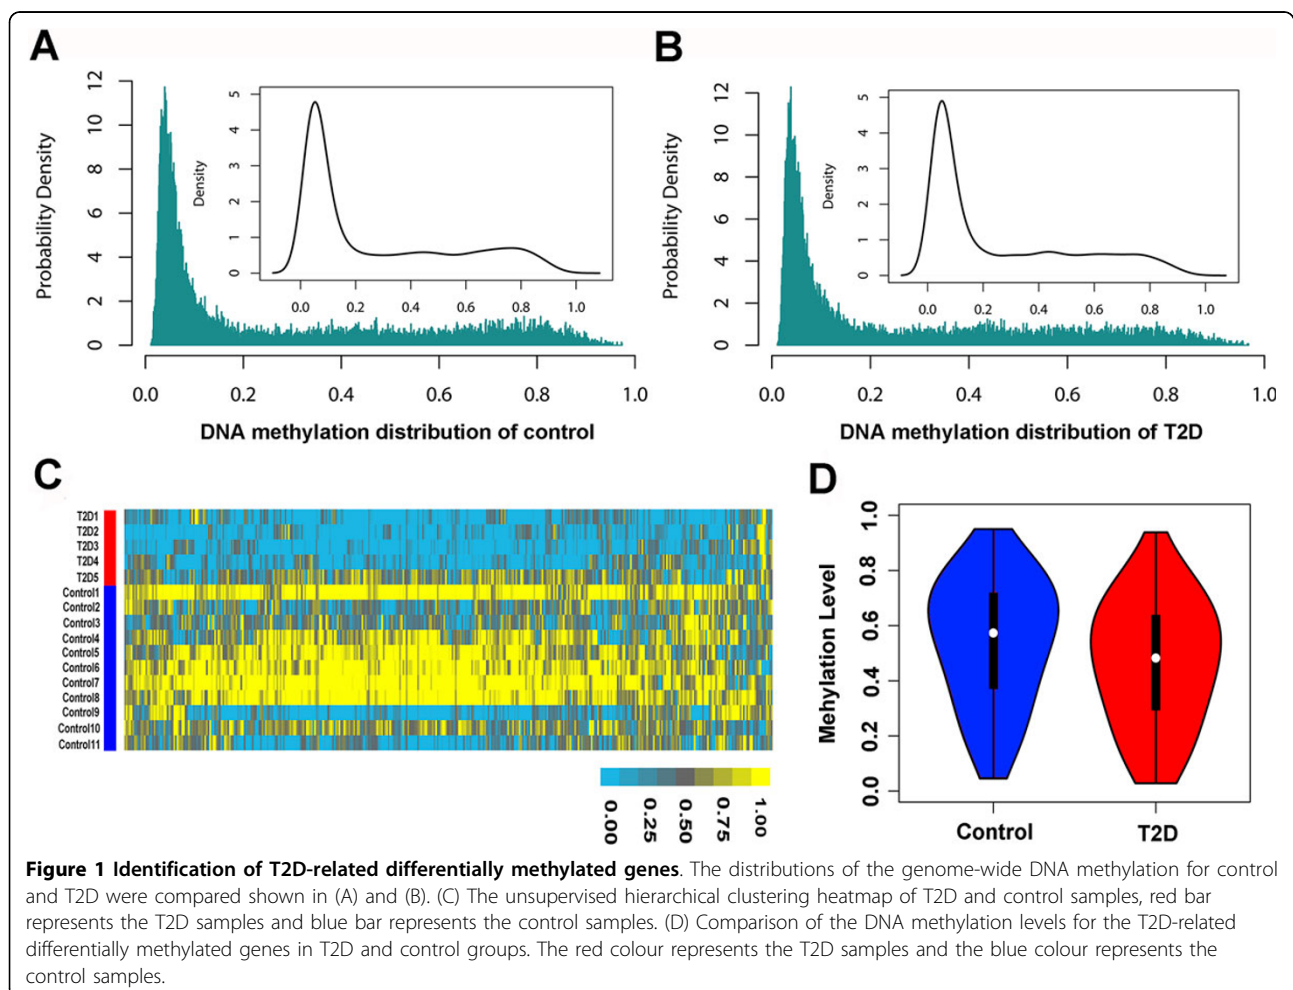 A
Probability Density
12
10
8
6
4
2
0
Density
5
4
3
2
1
0
0.0 0.2 0.4 0.6 0.8 1.0
0.0 0.2 0.4 0.6 0.8 1.0
DNA methylation distribution of control
B
Probability Density
12
10
8
6
4
2
0
Density
5
4
3
2
1
0
0.0 0.2 0.4 0.6 0.8 1.0
0.0 0.2 0.4 0.6 0.8 1.0
DNA methylation distribution of T2D
C
T2D1
T2D2
T2D3
T2D4
T2D5
Control1
Control2
Control3
Control4
Control5
Control6
Control7
Control8
Control9
Control10
Control11
0.00 0.25 0.50 0.75 1.00
D
Mehylation Level
1.0
0.8
0.6
0.4
0.2
0.0
Control T2D
Figure 1 Identification of T2D-related differentially methylated genes. The distributions of the genome-wide DNA methylation for control
and T2D were compared shown in (A) and (B). (C) The unsupervised hierarchical clustering heatmap of T2D and control samples, red bar
represents the T2D samples and blue bar represents the control samples. (D) Comparison of the DNA methylation levels for the T2D-related
differentially methylated genes in T2D and control groups. The red colour represents the T2D samples and the blue colour represents the
control samples.